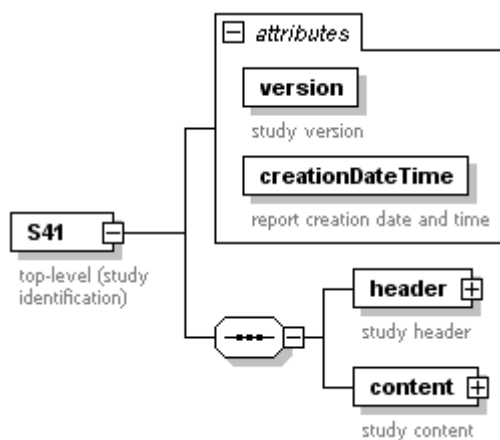 attributes
version
study version
creationDateTime
report creation date and time
S41
top-level (study
identification)
header
study header
content
study content